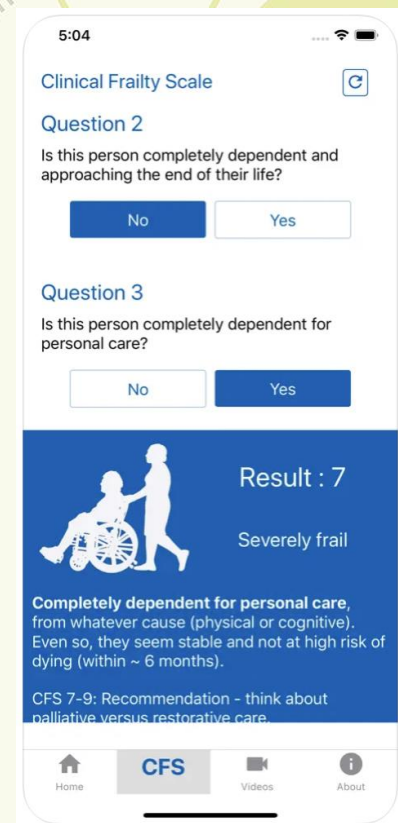 5:04
Clinical Frailty Scale
Question 2
Is this person completely dependent and
approaching the end of their life?
No
Yes
Question 3
Is this person completely dependent for
personal care?
No
Yes
Result : 7
Severely frail
Completely dependent for personal care,
from whatever cause (physical or cognitive).
Even so, they seem stable and not at high risk of
dying (within ~ 6 months).
CFS 7-9: Recommendation - think about
palliative versus restorative care.
CFS
Home
Videos
About